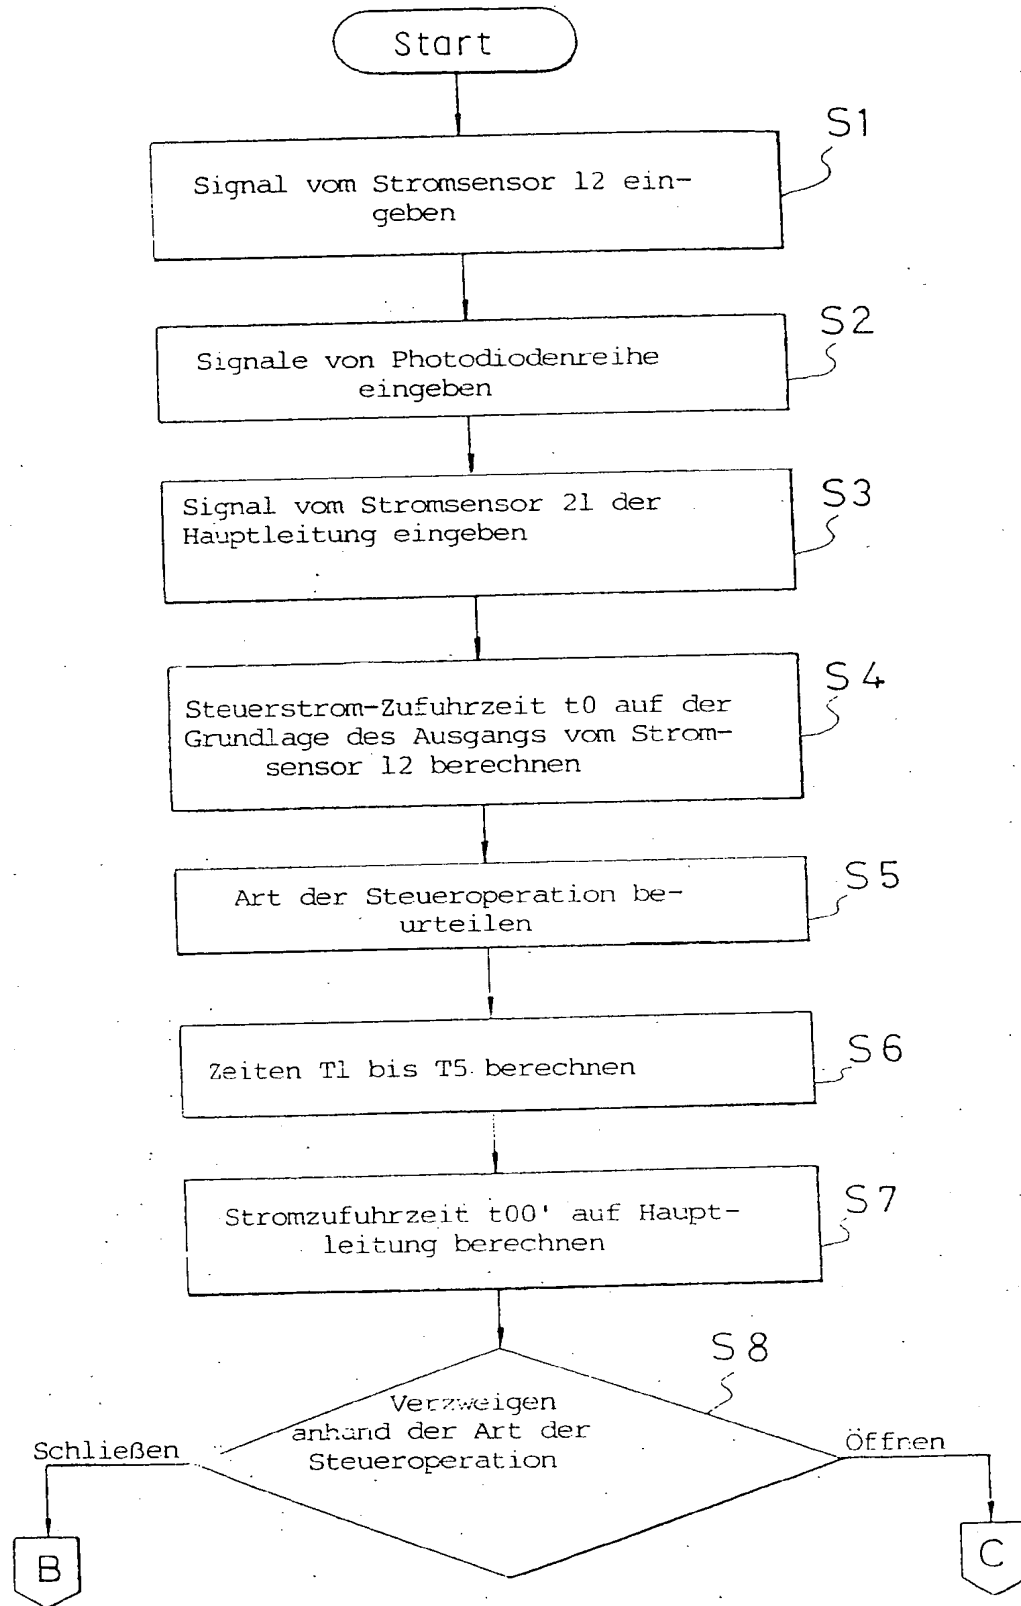 Start
S1
Signal vom Stromsensor 12 ein-
geben
S2
Signale von Photodiodenreihe
eingeben
S3
Signal vom Stromsensor 21 der
Hauptleitung eingeben
S4
Steuerstrom-Zufuhrzeit t0 auf der
Grundlage des Ausgangs vom Strom-
sensor 12 berechnen
S5
Art der Steueroperation be-
urteilen
S6
Zeiten T1 bis T5 berechnen
S7
Stromzufuhrzeit t00' auf Haupt-
leitung berechnen
S8
Verzweigen
anhand der Art der
Steueroperation
Schließen
Öffnen
B
C